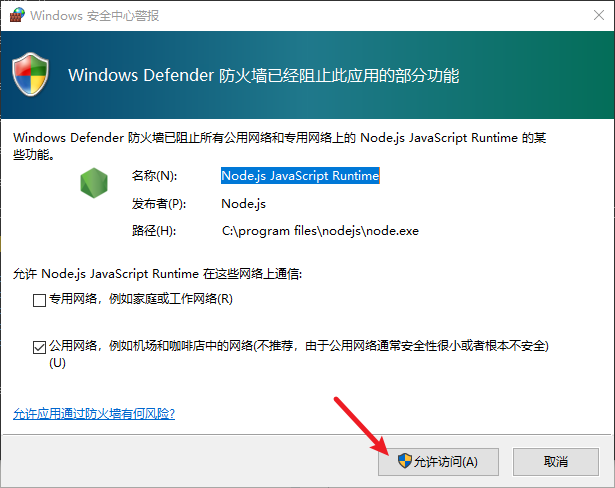 Windows 安全中心警报
Windows Defender 防火墙已经阻止此应用的部分功能
Windows Defender 防火墙已阻止所有公用网络和专用网络上的 Node.js JavaScript Runtime 的某
些功能。
名称(N): Node.js JavaScript Runtime
发布者(P): Node.js
路径(H): C:\program files\nodejs\node.exe
允许 Node.js JavaScript Runtime 在这些网络上通信:
专用网络，例如家庭或工作网络(R)
公用网络，例如机场和咖啡店中的网络(不推荐，由于公用网络通常安全性很小或者根本不安全)
(U)
允许应用通过防火墙有何风险?
允许访问(A) 取消